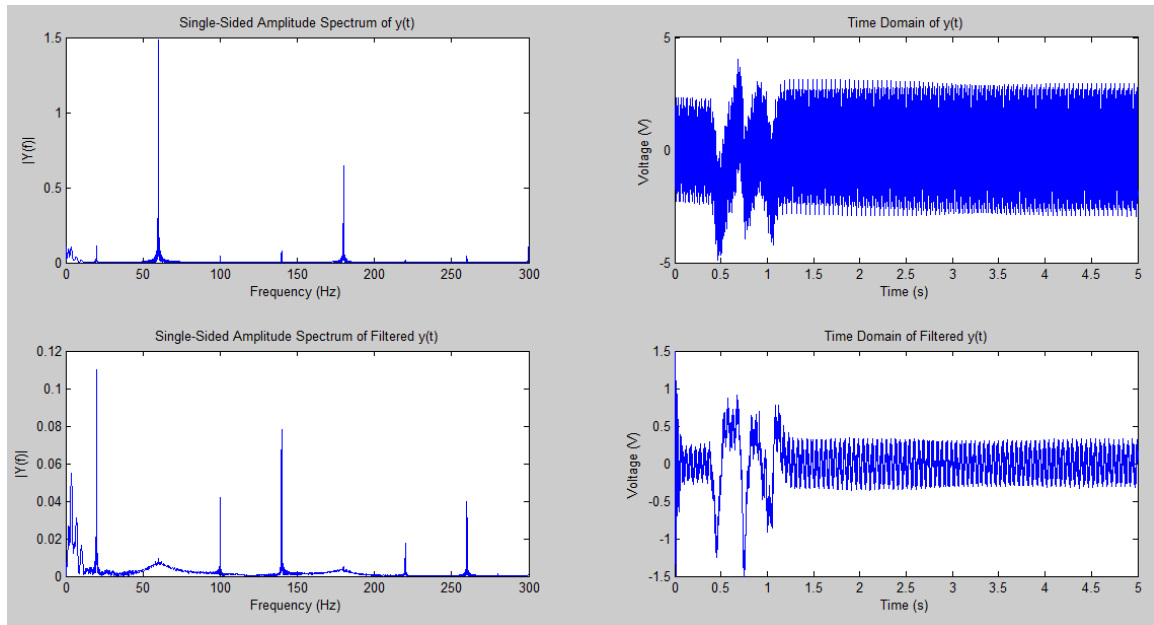 Single-Sided Amplitude Spectrum of y(t)
1.5
1
0.5
0
|Y(f)|
0 50 100 150 200 250 300
Frequency (Hz)
Time Domain of y(t)
5
0
-5
Voltage (V)
0 0.5 1 1.5 2 2.5 3 3.5 4 4.5 5
Time (s)
Single-Sided Amplitude Spectrum of Filtered y(t)
0.12
0.1
0.08
0.06
0.04
0.02
0
|Y(f)|
0 50 100 150 200 250 300
Frequency (Hz)
Time Domain of Filtered y(t)
1.5
1
0.5
0
-0.5
-1
-1.5
Voltage (V)
0 0.5 1 1.5 2 2.5 3 3.5 4 4.5 5
Time (s)